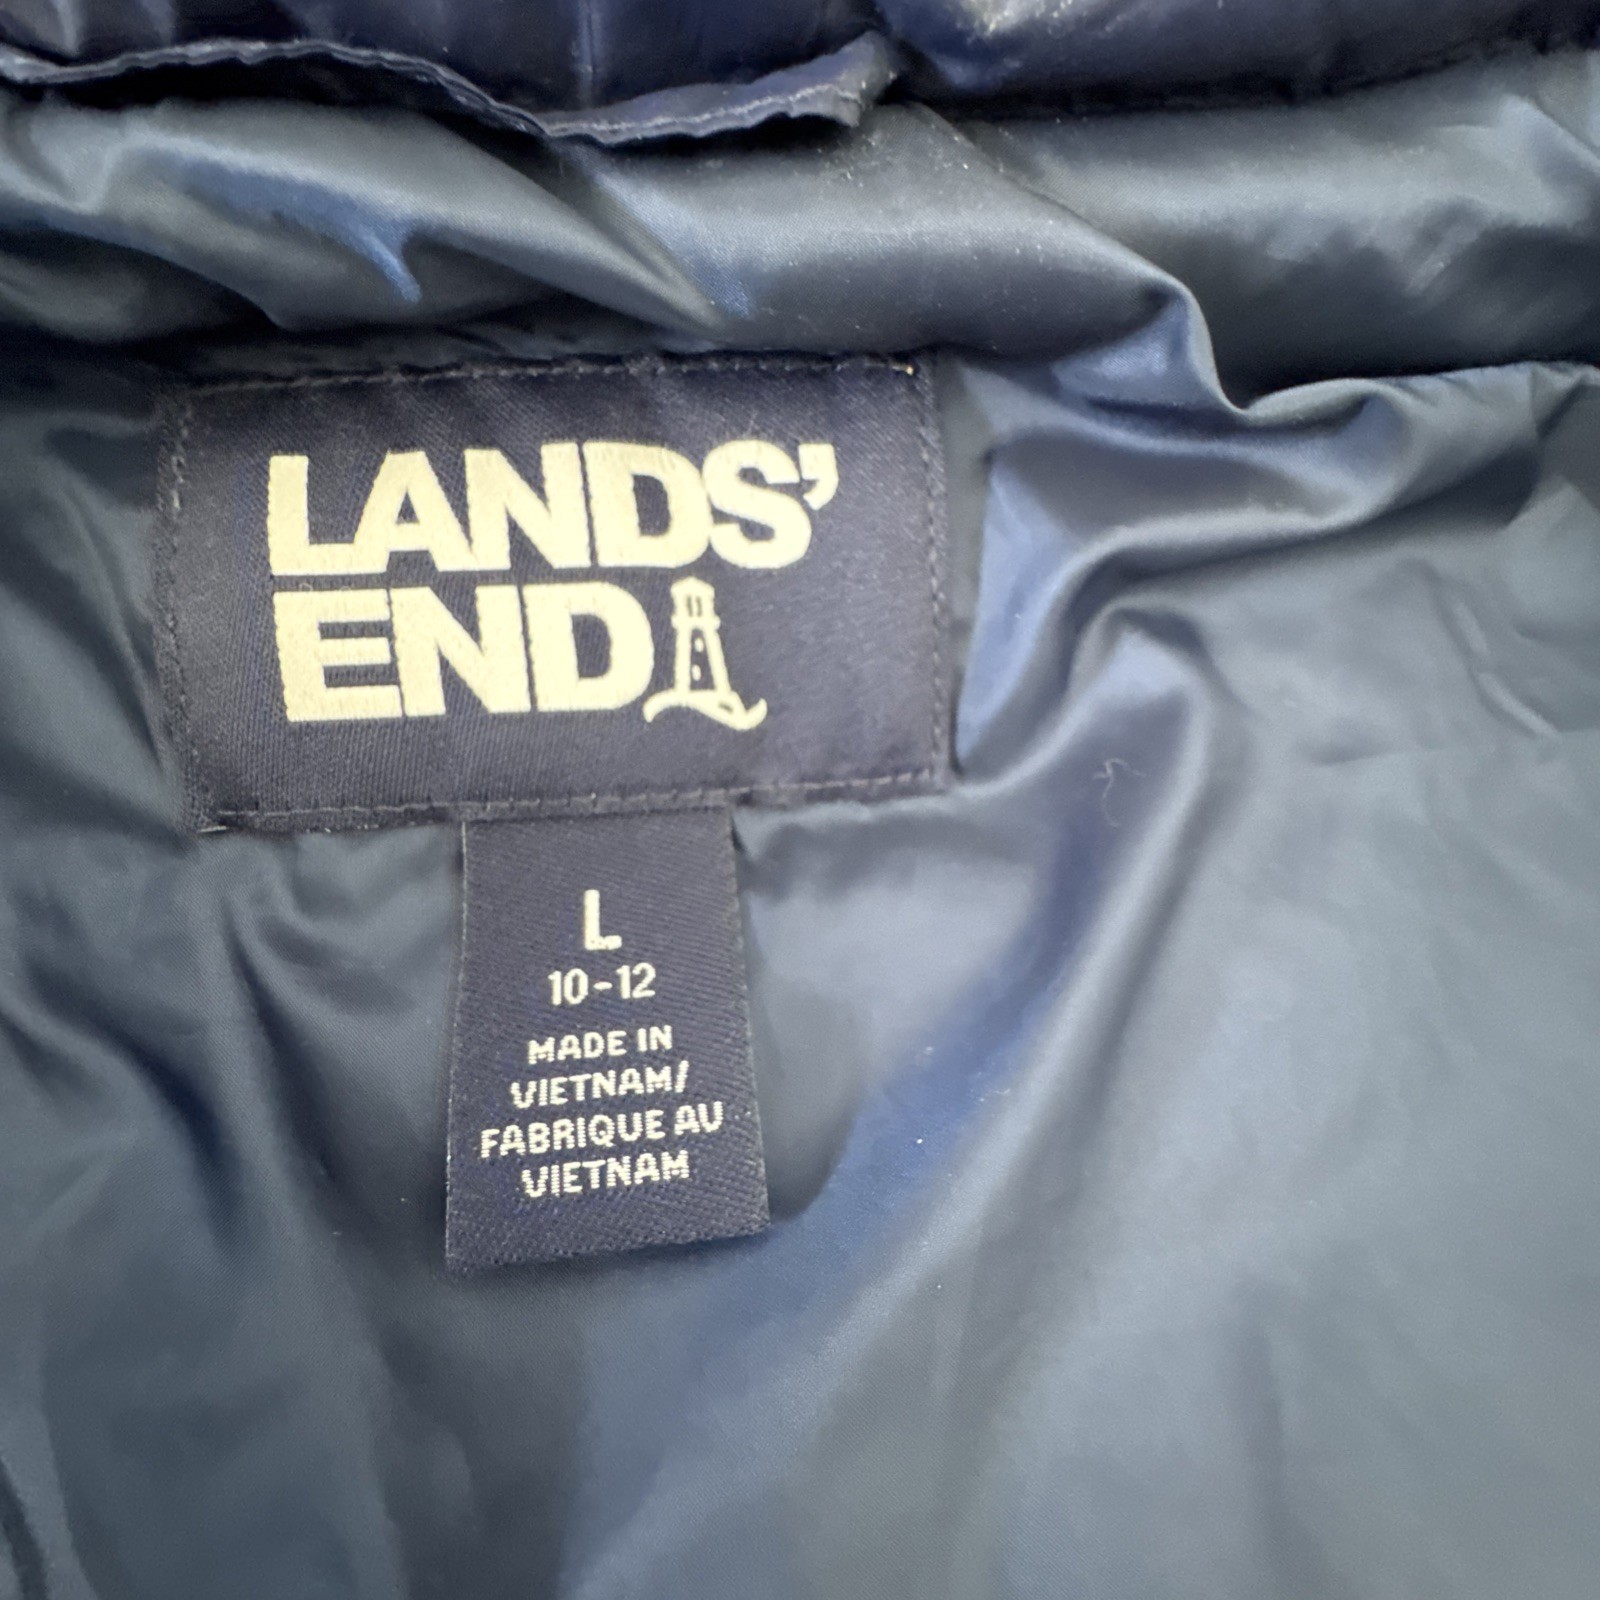 LANDS'
END
L
10-12
MADE IN
VIETNAM/
FABRIQUE AU
VIETNAM